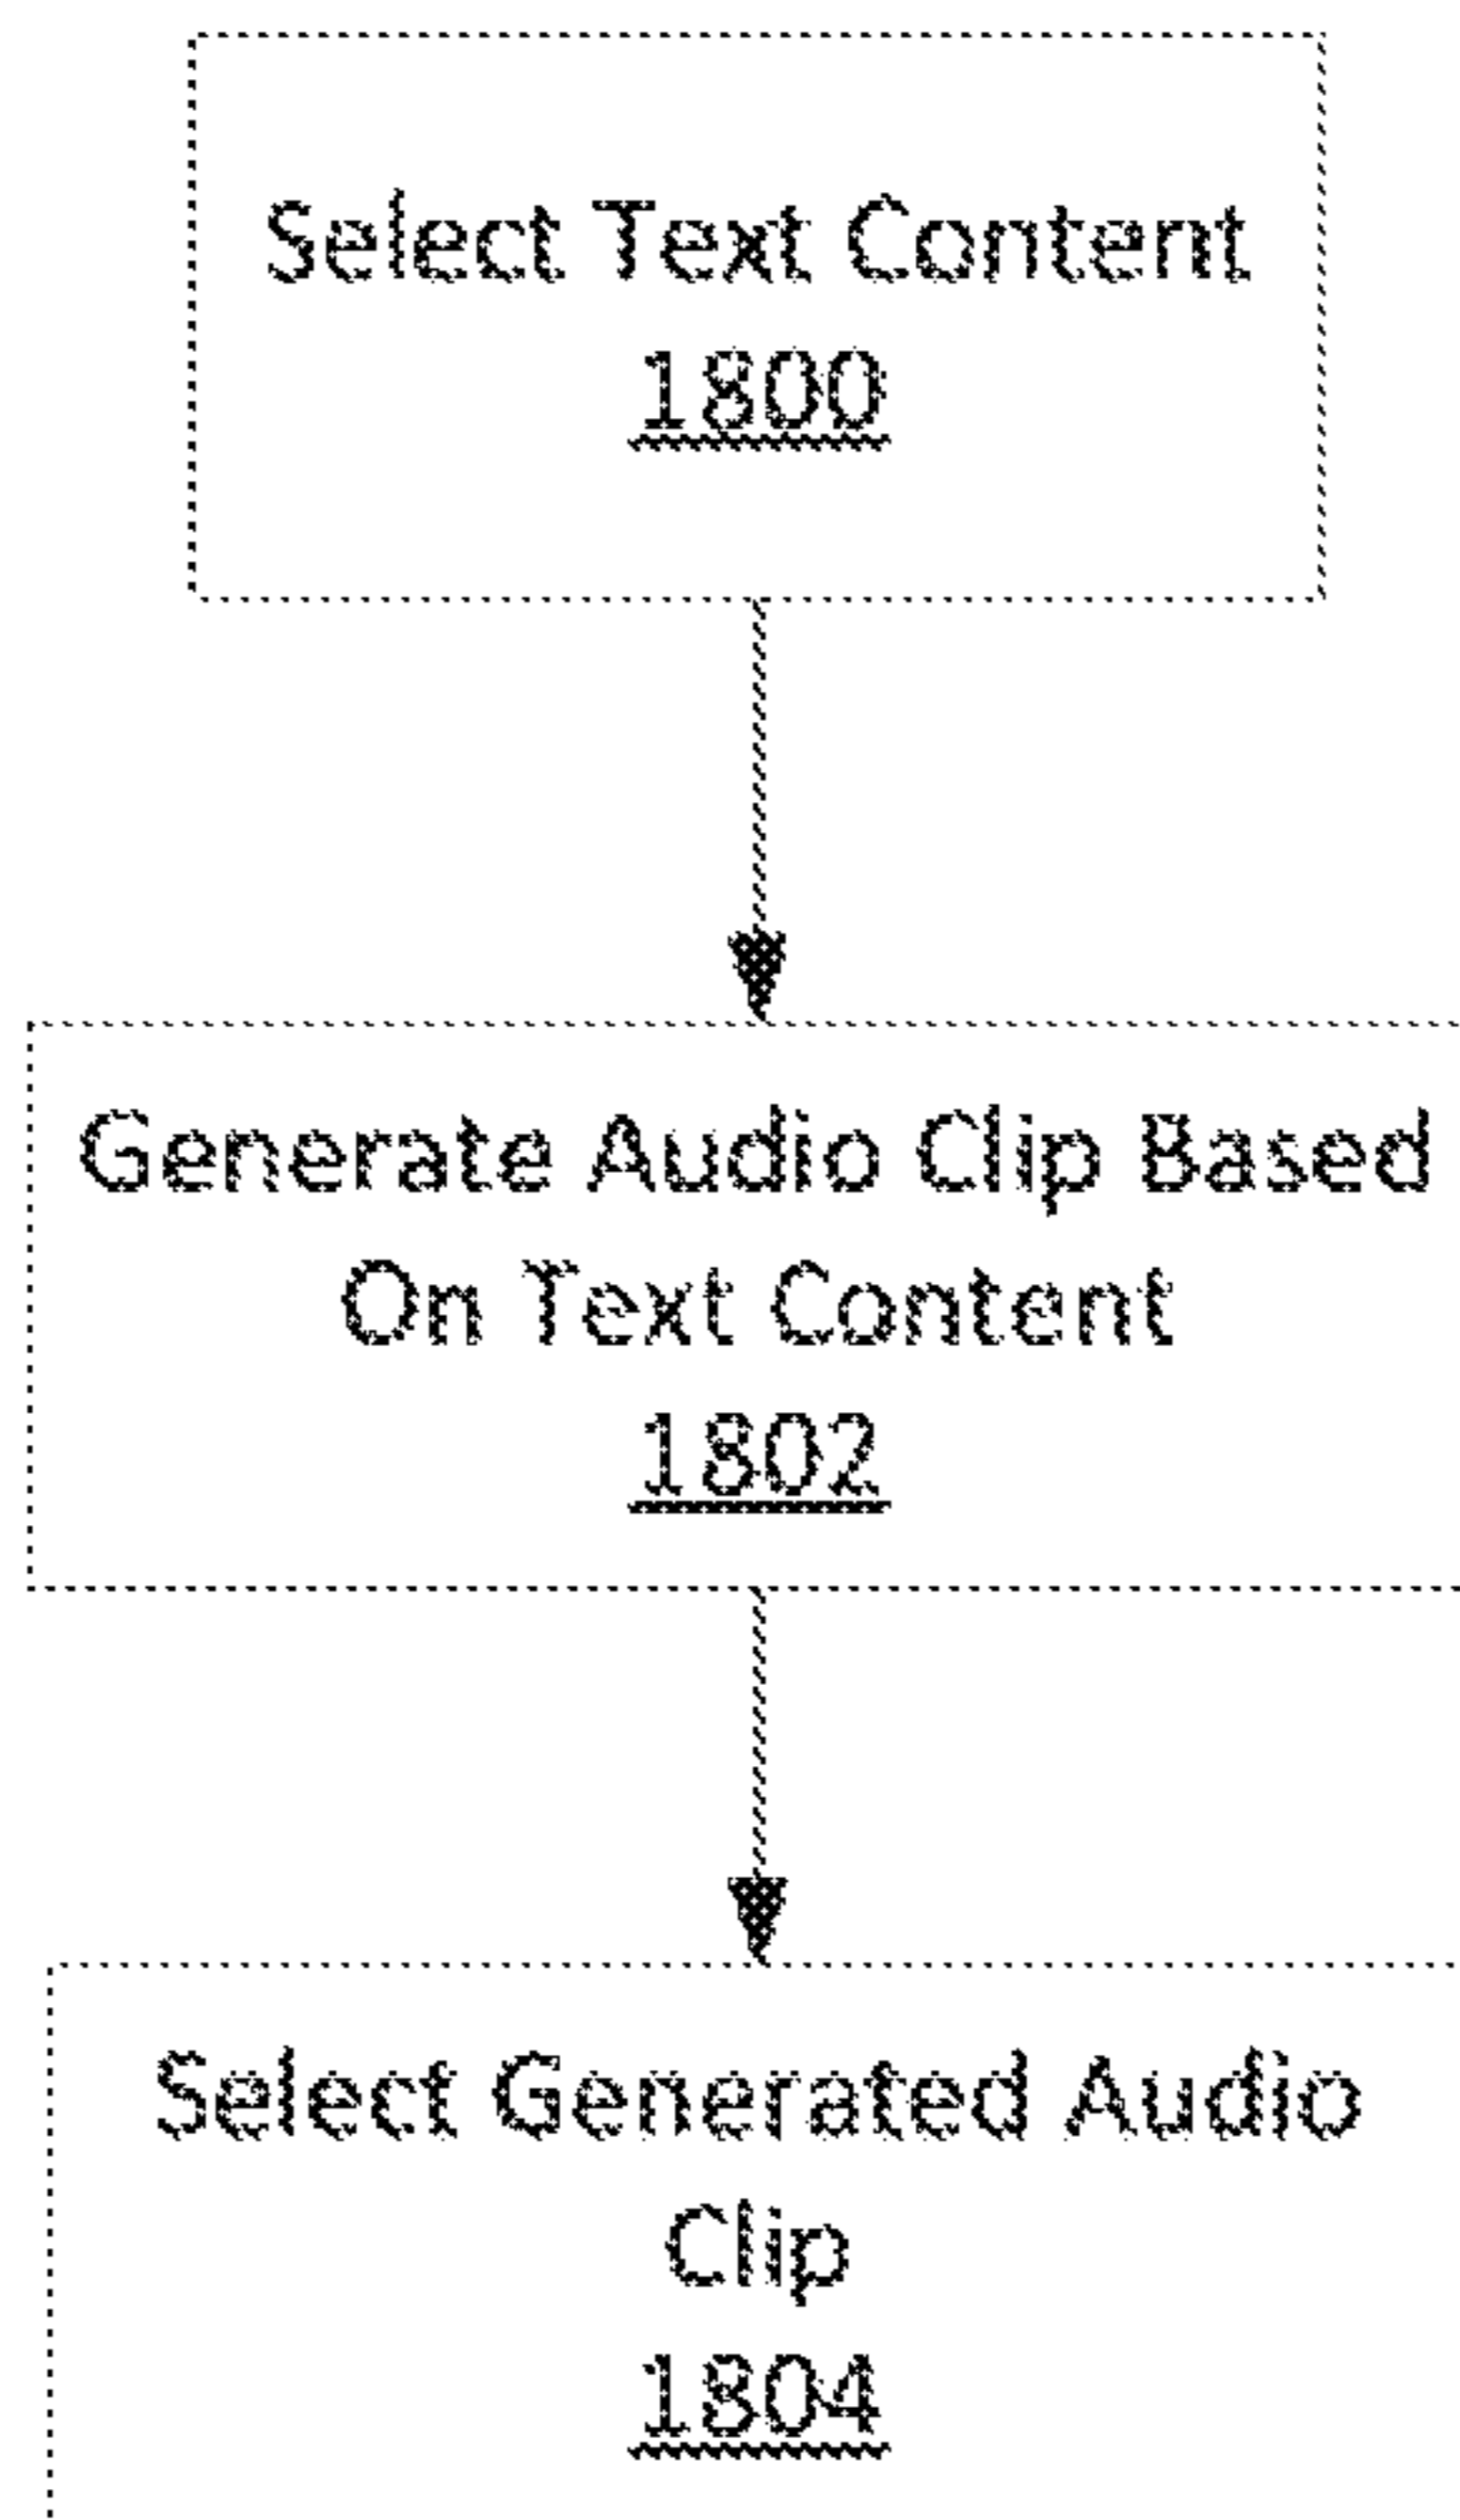 Select Text Content
1800
Generate Audio Clip Based
On Text Content
1802
Select Generated Audio
Clip
1804